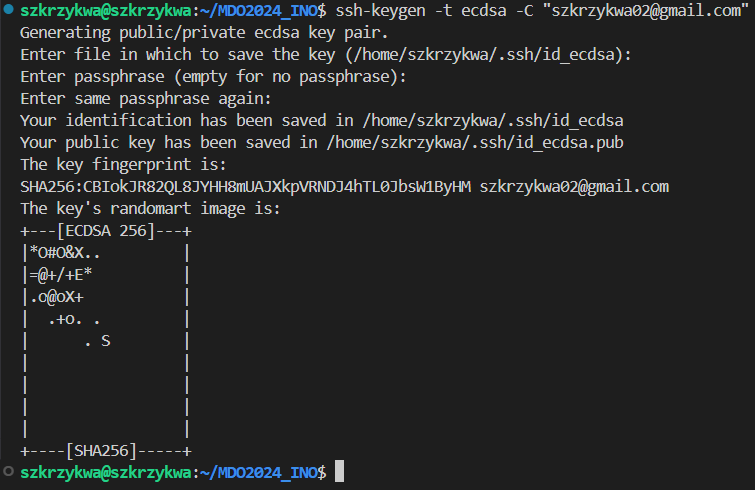 szkrzykwa@szkrzykwa:~/MDO2024_INO$ ssh-keygen -t ecdsa -C "szkrzykwa02@gmail.com"
Generating public/private ecdsa key pair.
Enter file in which to save the key (/home/szkrzykwa/.ssh/id_ecdsa):
Enter passphrase (empty for no passphrase):
Enter same passphrase again:
Your identification has been saved in /home/szkrzykwa/.ssh/id_ecdsa
Your public key has been saved in /home/szkrzykwa/.ssh/id_ecdsa.pub
The key fingerprint is:
SHA256:CBIokJR82QL8JYHH8mUAJXkpVRNDJ4hTL0JbsW1ByHM szkrzykwa02@gmail.com
The key's randomart image is:
+---[ECDSA 256]---+
|*O#O&X..         |
|=@+/+E*          |
|.o@oX+           |
|  .+o. .         |
|      . S        |
|                 |
|                 |
|                 |
|                 |
+----[SHA256]-----+
szkrzykwa@szkrzykwa:~/MDO2024_INO$